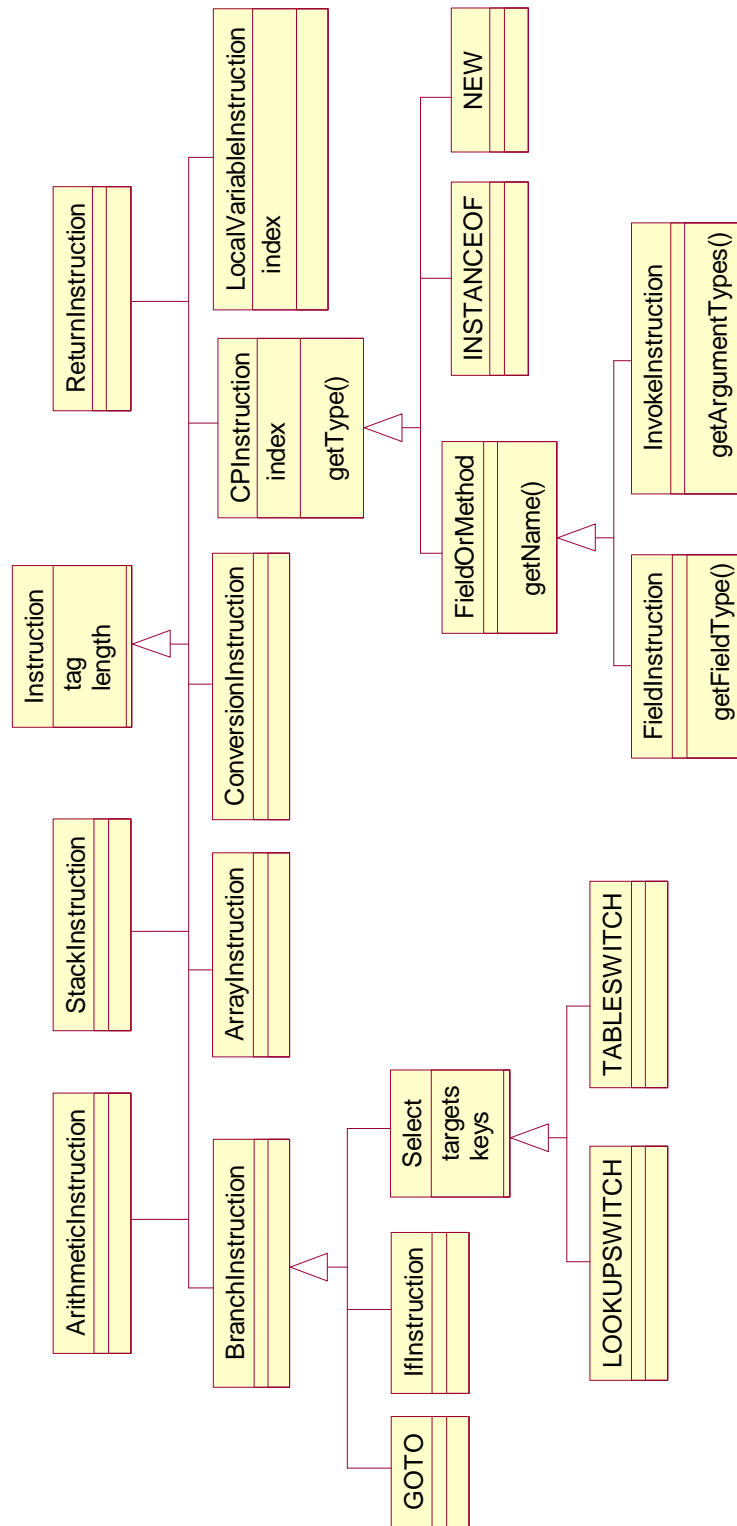 ArithmeticInstruction
StackInstruction
Instruction
tag
length
ReturnInstruction
BranchInstruction
ArrayInstruction
ConversionInstruction
CPInstruction
index
getType()
LocalVariableInstruction
index
GOTO
IfInstruction
Select
targets
keys
FieldOrMethod
getName()
INSTANCEOF
NEW
LOOKUPSWITCH
TABLESWITCH
FieldInstruction
getFieldType()
InvokeInstruction
getArgumentTypes()